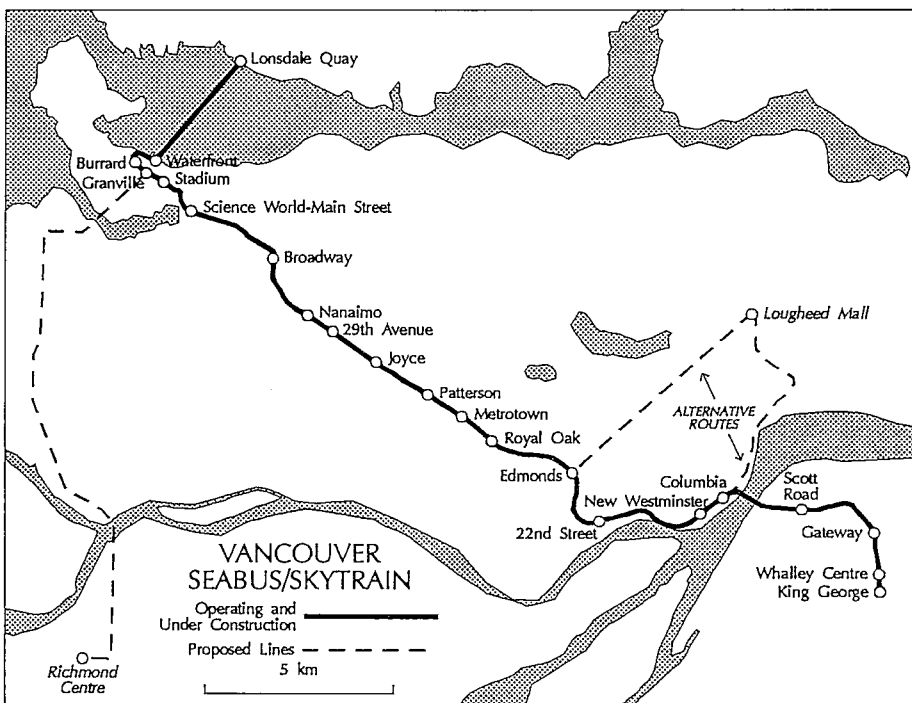 Lonsdale Quay
Burrard
Waterfront
Granville
Stadium
Science World-Main Street
Broadway
Nanaimo
29th Avenue
Joyce
Patterson
Metrotown
Royal Oak
Edmonds
Lougheed Mall
ALTERNATIVE
ROUTES
Columbia
New Westminster
22nd Street
Scott
Road
Gateway
Whalley Centre
King George
Richmond
Centre
VANCOUVER
SEABUS/SKYTRAIN
Operating and
Under Construction
Proposed Lines
5 km